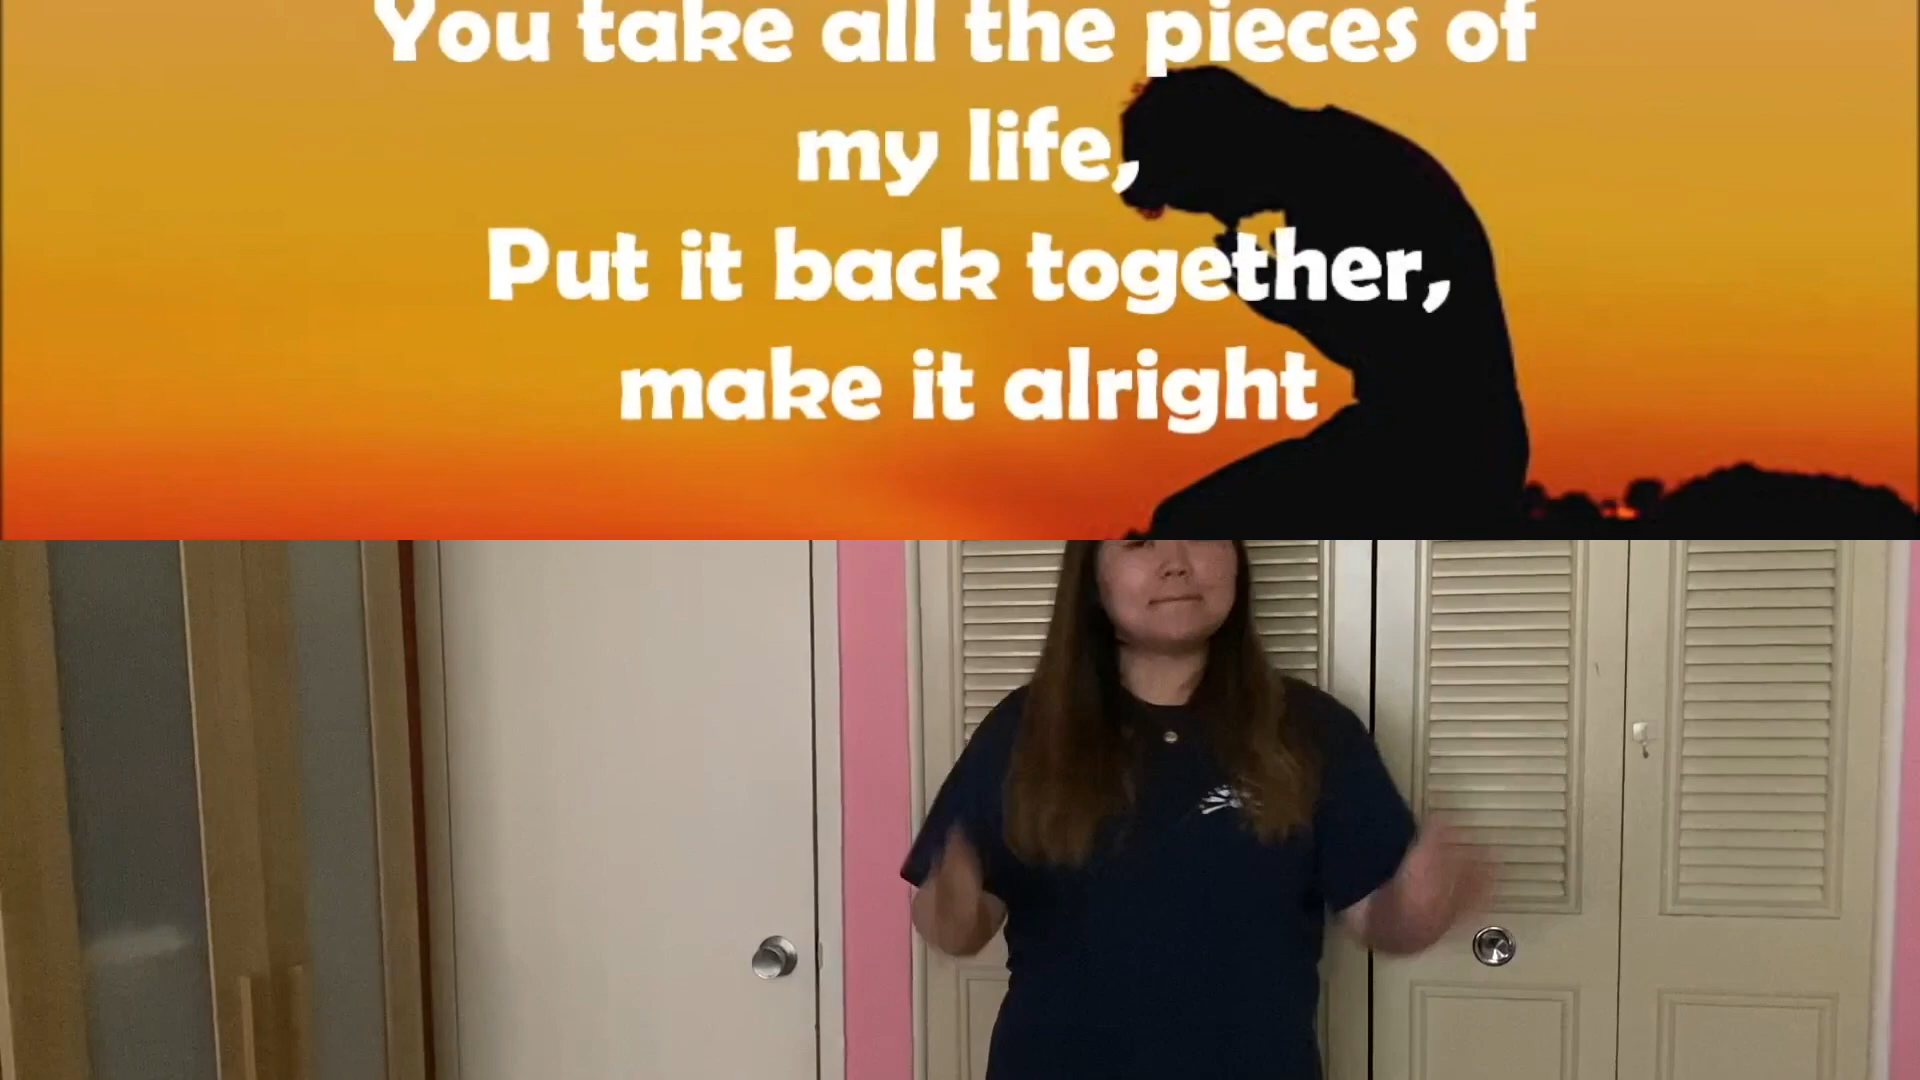 You take all the pieces of
my life,
Put it back together,
make it alright